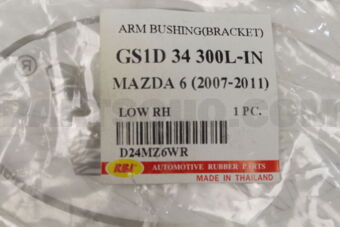 ARM BUSHING(BRACKET)
GS1D 34 300L-IN
MAZDA 6 (2007-2011)
LOW RH 1 PC.
D24MZ6WR
RBI AUTOMOTIVE RUBBER PARTS
MADE IN THAILAND